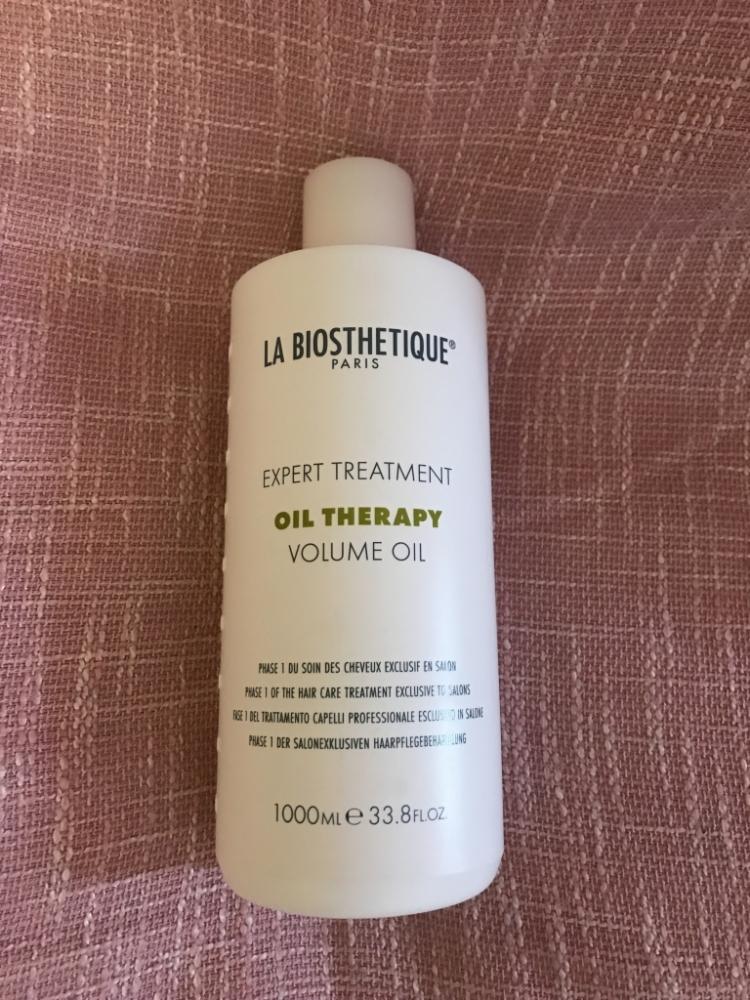 LA BIOSTHETIQUE®
PARIS
EXPERT TREATMENT
OIL THERAPY
VOLUME OIL
PHASE 1 DU SOIN DES CHEVEUX EXCLUSIF EN SALON
PHASE 1 OF THE HAIR CARE TREATMENT EXCLUSIVE TO SALONS
FASE 1 DEL TRATTAMENTO CAPELLI PROFESSIONALE ESCLUSIVO IN SALONE
PHASE 1 DER SALONEXKLUSIVEN HAARPFLEGEBEHANDLUNG
1000ML ℮ 33.8FL.OZ.